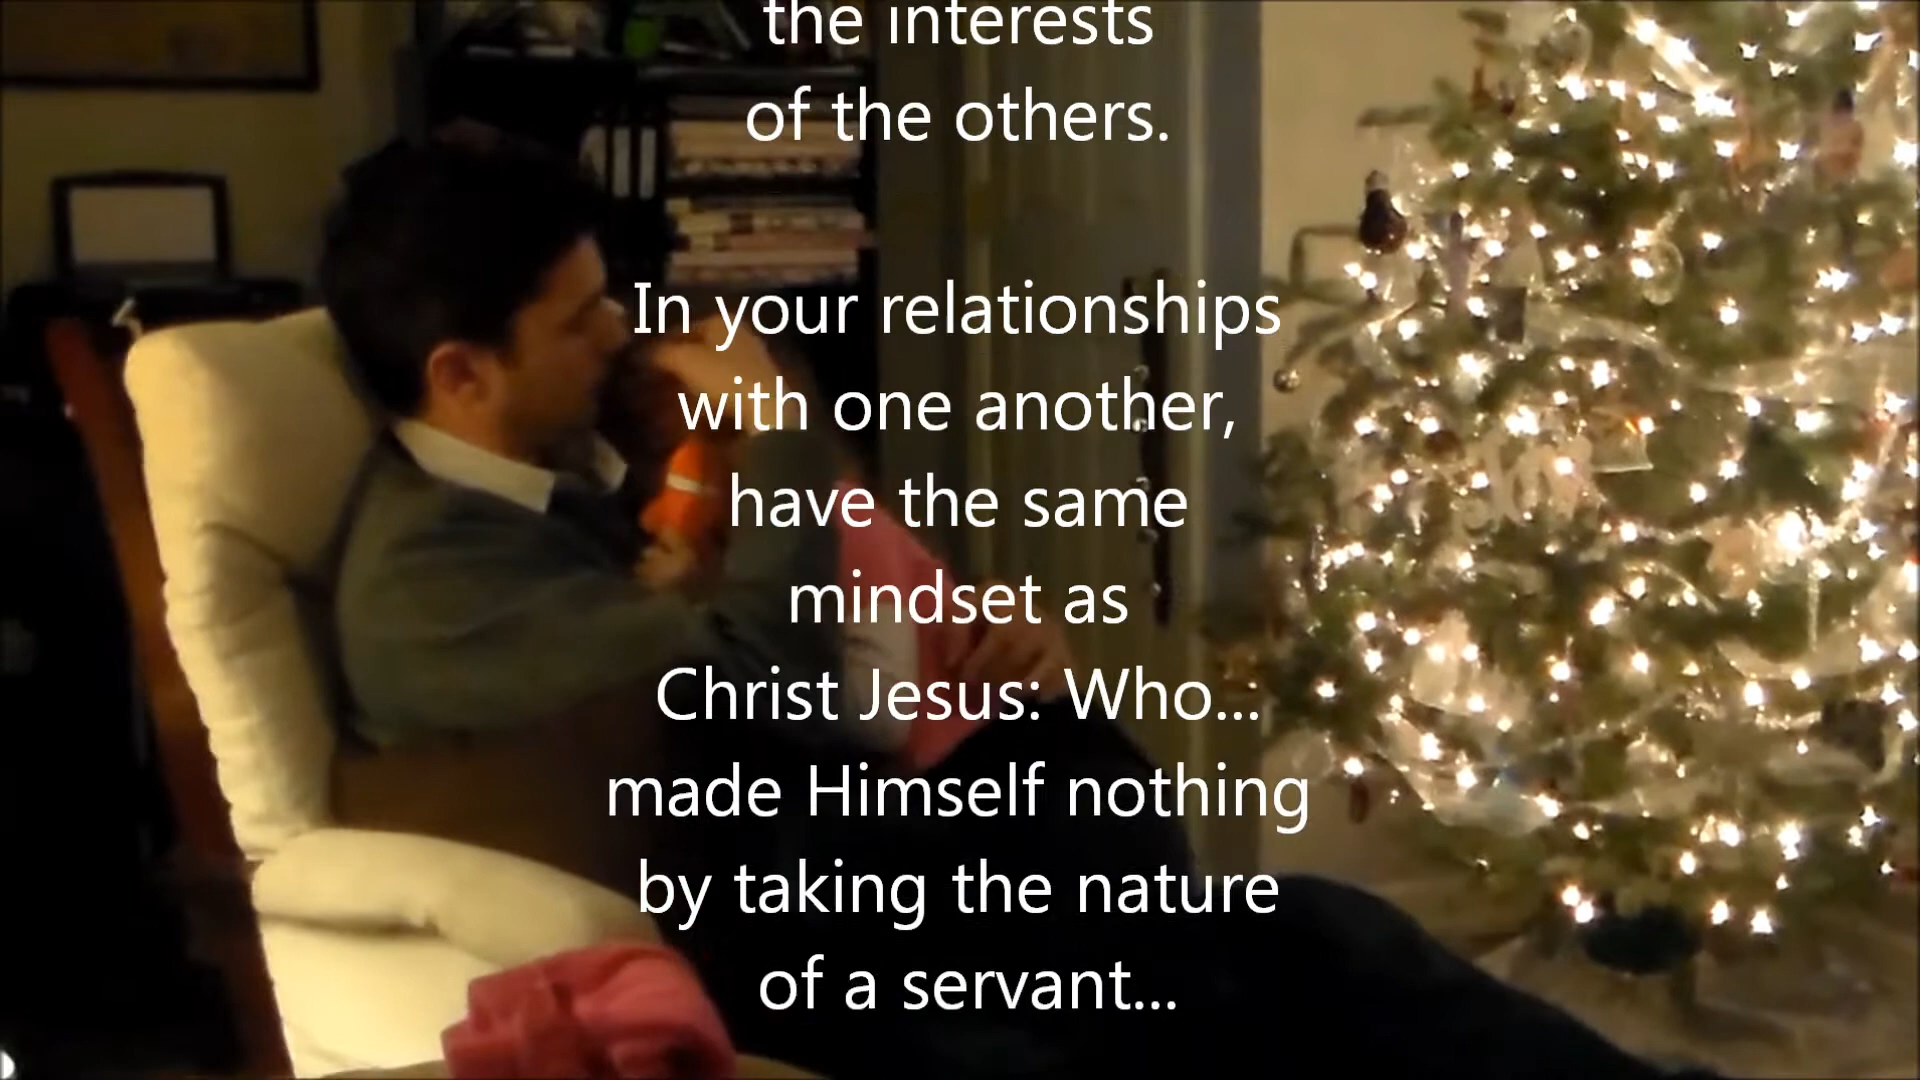 the interests
of the others.
In your relationships
with one another,
have the same
mindset as
Christ Jesus: Who...
made Himself nothing
by taking the nature
of a servant...